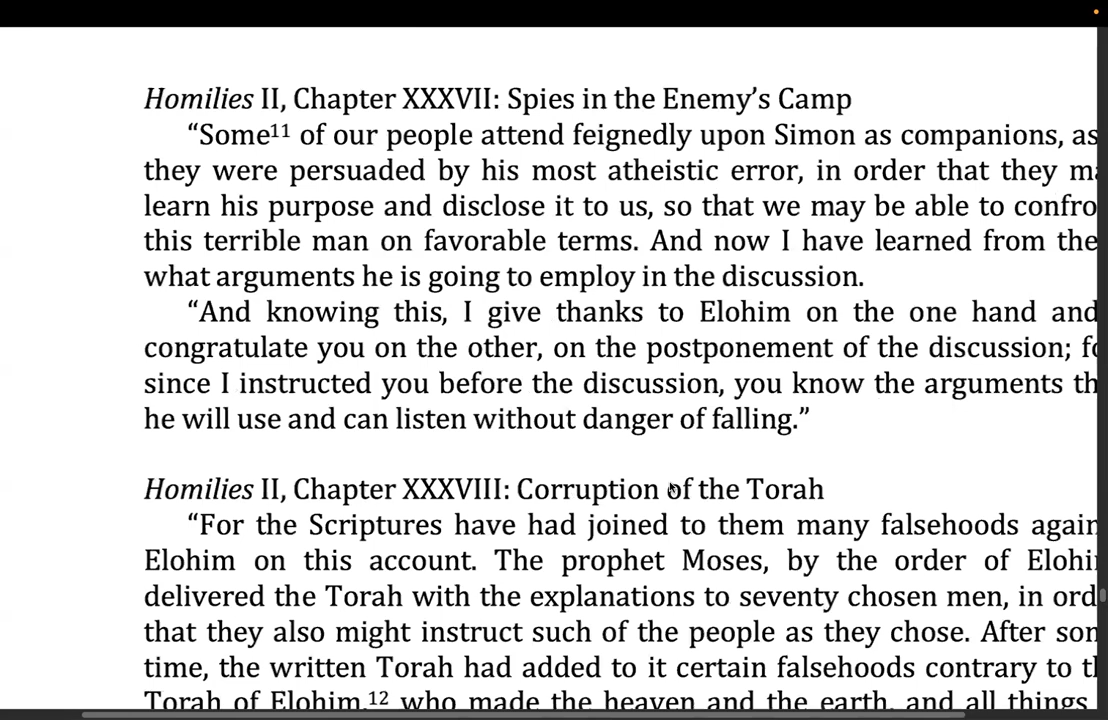 Homilies II, Chapter XXXVII: Spies in the Enemy’s Camp
“Some¹¹ of our people attend feignedly upon Simon as companions, as
they were persuaded by his most atheistic error, in order that they
learn his purpose and disclose it to us, so that we may be able to
this terrible man on favorable terms. And now I have learned from
what arguments he is going to employ in the discussion.
“And knowing this, I give thanks to Elohim on the one hand and
congratulate you on the other, on the postponement of the discussion;
since I instructed you before the discussion, you know the arguments
he will use and can listen without danger of falling.”
Homilies II, Chapter XXXVIII: Corruption of the Torah
“For the Scriptures have had joined to them many falsehoods
Elohim on this account. The prophet Moses, by the order of
delivered the Torah with the explanations to seventy chosen men, in
that they also might instruct such of the people as they chose. After
time, the written Torah had added to it certain falsehoods contrary to
Torah of Elohim,¹² who made the heaven and the earth, and all things